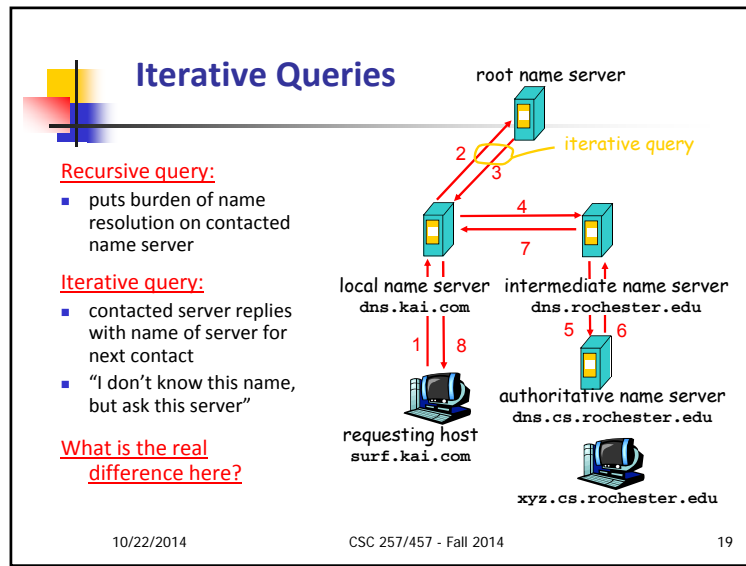 Iterative Queries
Recursive query:
puts burden of name
resolution on contacted
name server
Iterative query:
contacted server replies
with name of server for
next contact
“I don’t know this name,
but ask this server”
What is the real
difference here?
root name server
iterative query
2
3
4
7
local name server
dns.kai.com
intermediate name server
dns.rochester.edu
1
8
5
6
authoritative name server
dns.cs.rochester.edu
requesting host
surf.kai.com
xyz.cs.rochester.edu
10/22/2014
CSC 257/457 - Fall 2014
19